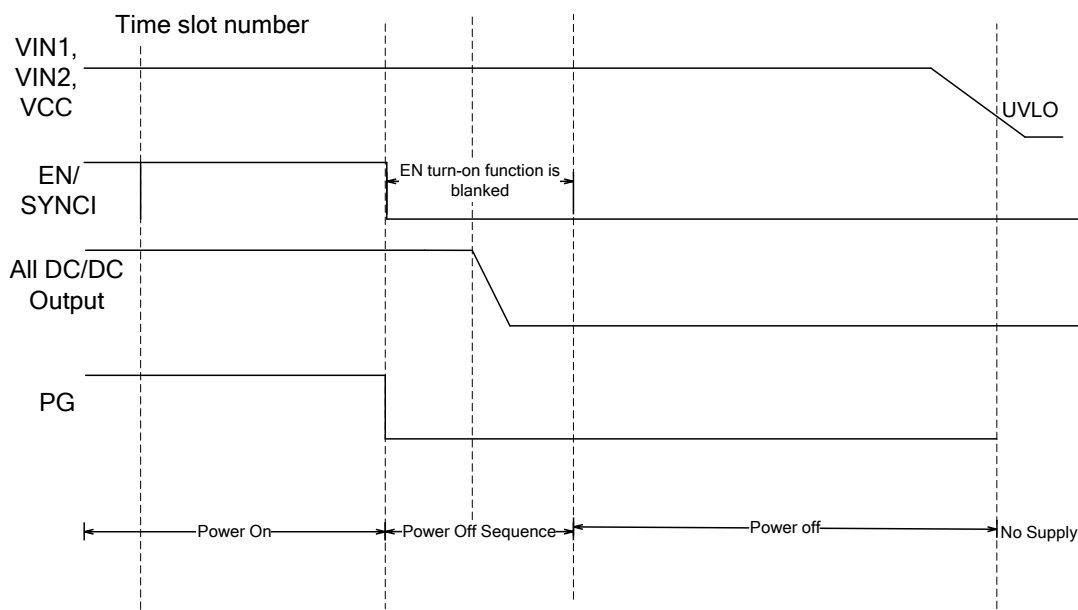 Time slot number
VIN1,
VIN2,
VCC
UVLO
EN/
SYNCI
EN turn-on function is
blanked
All DC/DC
Output
PG
Power On
Power Off Sequence
Power off
No Supply